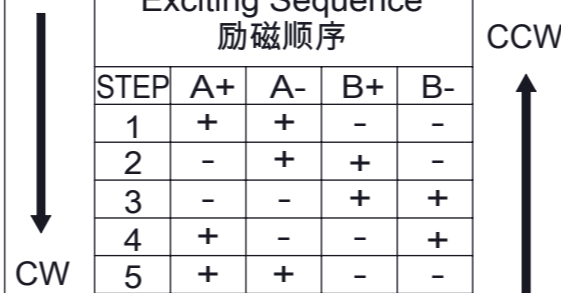 Exciting Sequence
励磁顺序
CCW
STEP A+ A- B+ B-
1 + + - -
2 - + + -
3 - - + +
4 + - - +
CW
5 + + - -